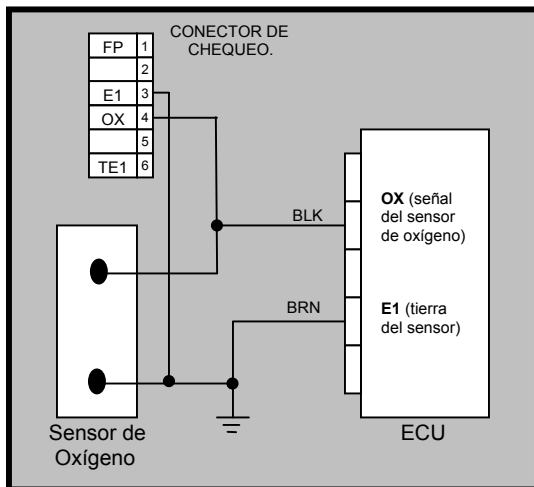 CONECTOR DE
CHEQUEO.
FP 1
2
E1 3
OX 4
5
TE1 6
BLK
OX (señal
del sensor
de oxígeno)
BRN
E1 (tierra
del sensor)
Sensor de
Oxígeno
ECU